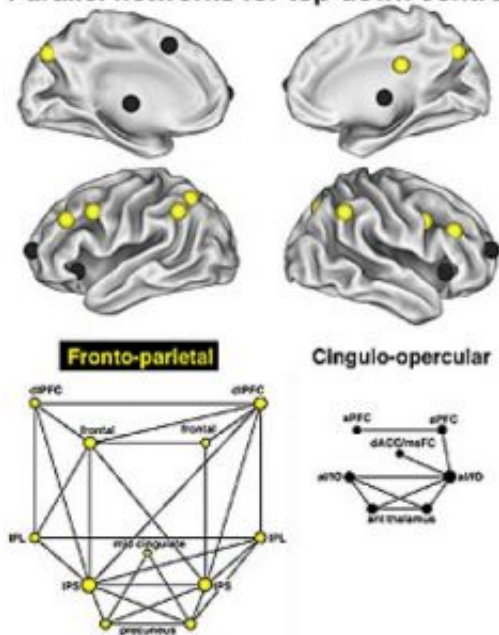 Parallel networks for top-down control
Fronto-parietal
Cingulo-opercular
dlPFC
dlPFC
frontal
frontal
IPL
IPL
mid cingulate
IPS
IPS
precuneus
aPFC
aPFC
dACC/msFC
aI/fO
aI/fO
ant thalamus